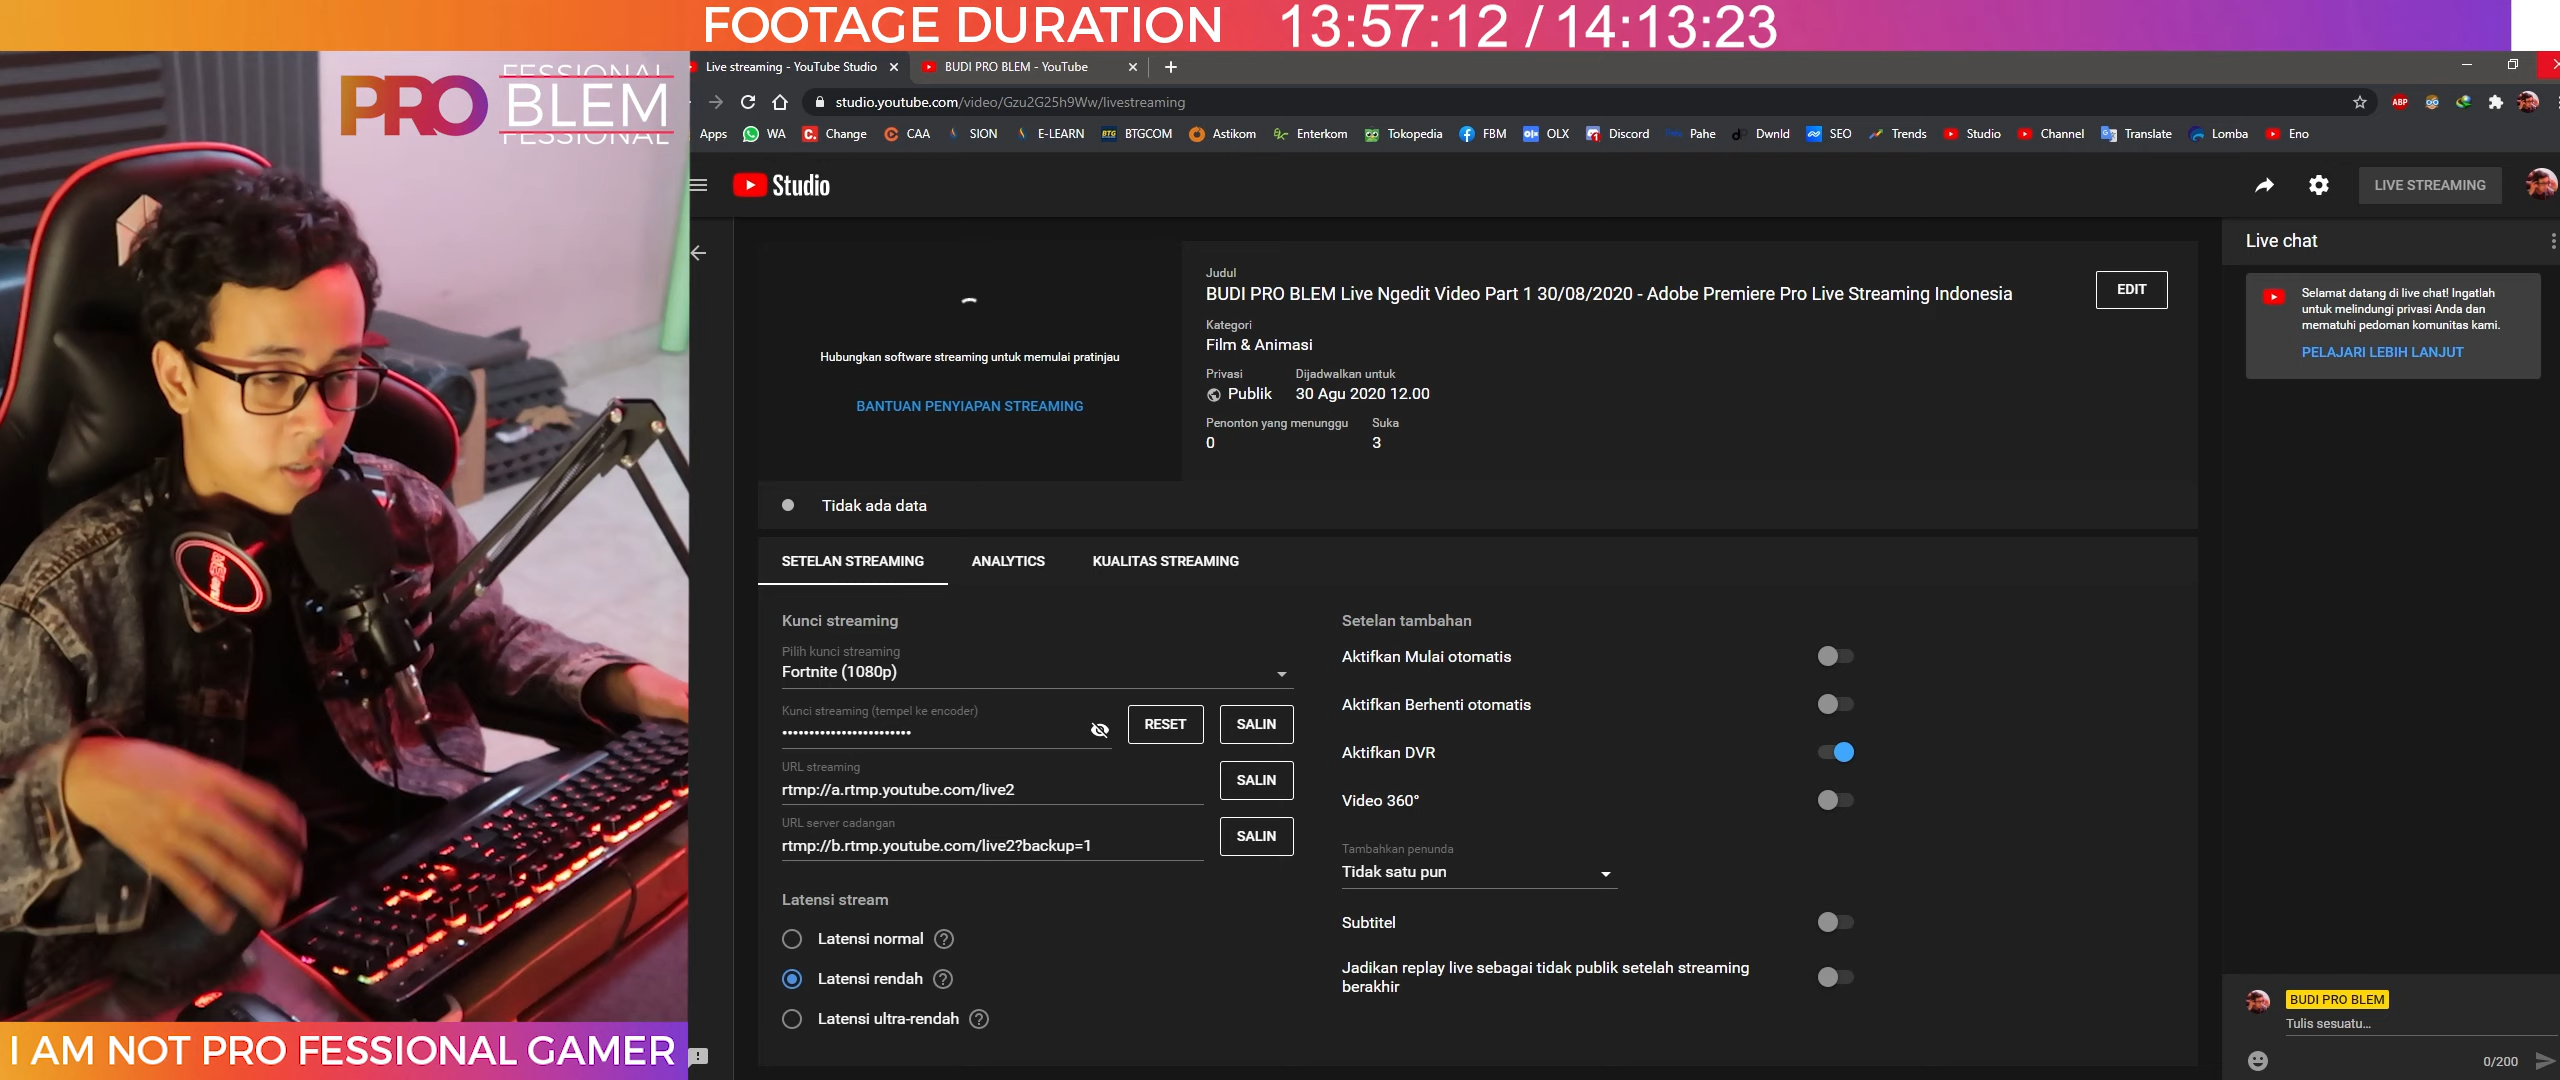 FOOTAGE DURATION 13:57:12 / 14:13:23
FESSIONAL
PRO BLEM
FESSIONAL
Live streaming - YouTube Studio
BUDI PRO BLEM - YouTube
studio.youtube.com/video/Gzu2G25h9Ww/livestreaming
ABP
Apps WA Change CAA SION E-LEARN BTG BTGCOM Astikom Enterkom Tokopedia FBM OLX Discord Pahe Dwnld SEO Trends Studio Channel Translate Lomba Eno
Studio
LIVE STREAMING
Hubungkan software streaming untuk memulai pratinjau
BANTUAN PENYIAPAN STREAMING
Judul
BUDI PRO BLEM Live Ngedit Video Part 1 30/08/2020 - Adobe Premiere Pro Live Streaming Indonesia
EDIT
Kategori
Film & Animasi
Privasi Dijadwalkan untuk
Publik 30 Agu 2020 12.00
Penonton yang menunggu Suka
0 3
Tidak ada data
SETELAN STREAMING ANALYTICS KUALITAS STREAMING
Kunci streaming
Pilih kunci streaming
Fortnite (1080p)
Kunci streaming (tempel ke encoder)
••••••••••••••••••••••••
RESET SALIN
URL streaming
rtmp://a.rtmp.youtube.com/live2
SALIN
URL server cadangan
rtmp://b.rtmp.youtube.com/live2?backup=1
SALIN
Latensi stream
Latensi normal
Latensi rendah
Latensi ultra-rendah
Setelan tambahan
Aktifkan Mulai otomatis
Aktifkan Berhenti otomatis
Aktifkan DVR
Video 360°
Tambahkan penunda
Tidak satu pun
Subtitel
Jadikan replay live sebagai tidak publik setelah streaming
berakhir
Live chat
Selamat datang di live chat! Ingatlah
untuk melindungi privasi Anda dan
mematuhi pedoman komunitas kami.
PELAJARI LEBIH LANJUT
BUDI PRO BLEM
Tulis sesuatu...
0/200
I AM NOT PRO FESSIONAL GAMER